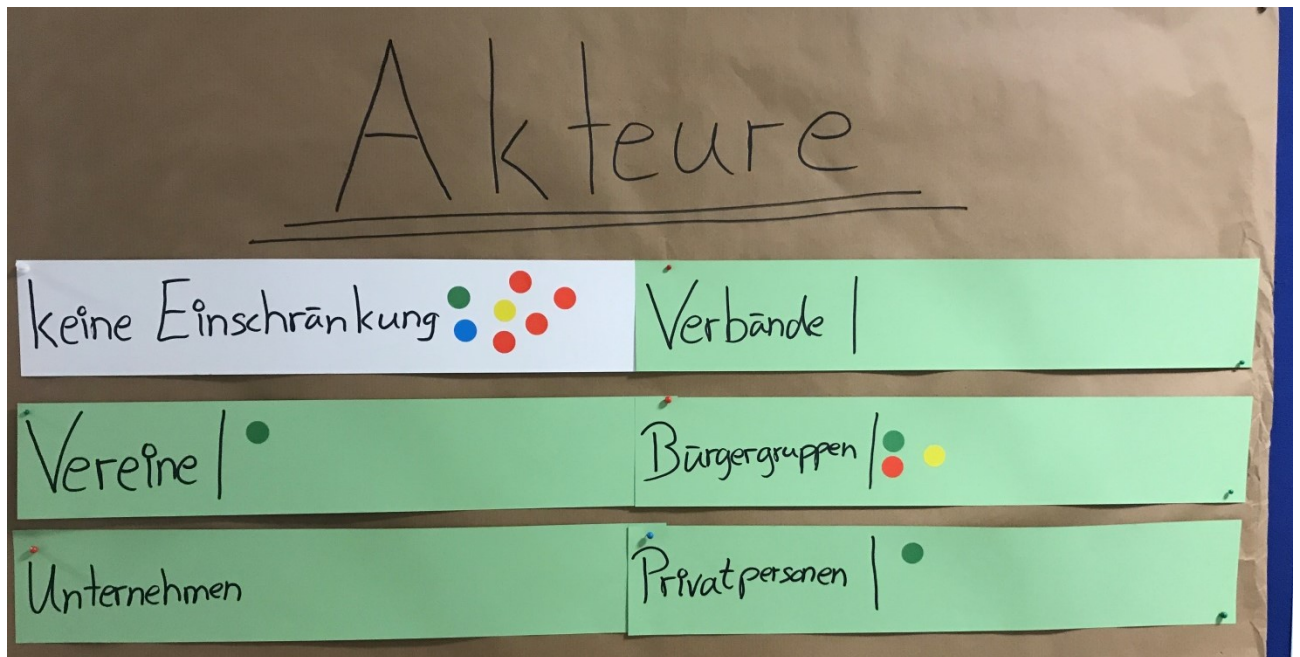 Akteure
keine Einschränkung
Verbände |
Vereine |
Bürgergruppen |
Unternehmen
Privatpersonen |